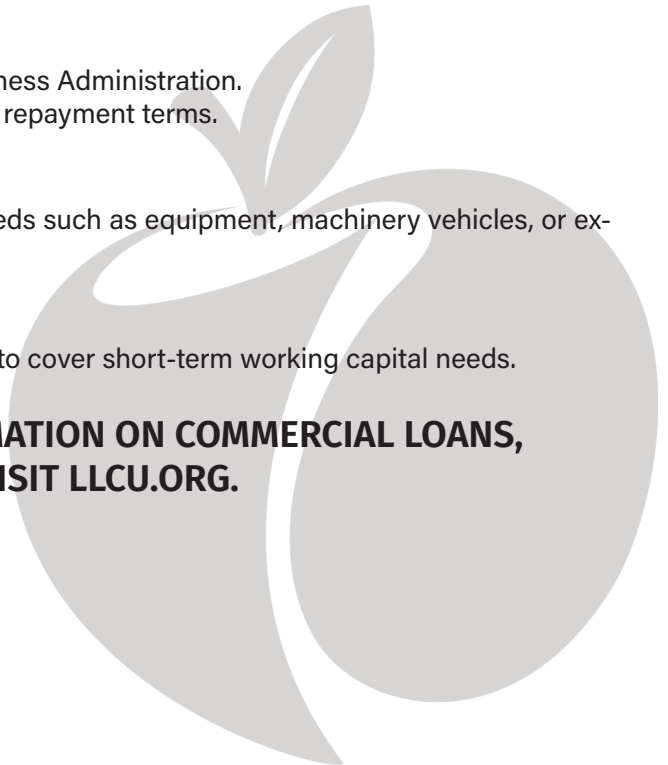 ness Administration.
repayment terms.
eds such as equipment, machinery vehicles, or ex-
to cover short-term working capital needs.
MATION ON COMMERCIAL LOANS,
ISIT LLCU.ORG.